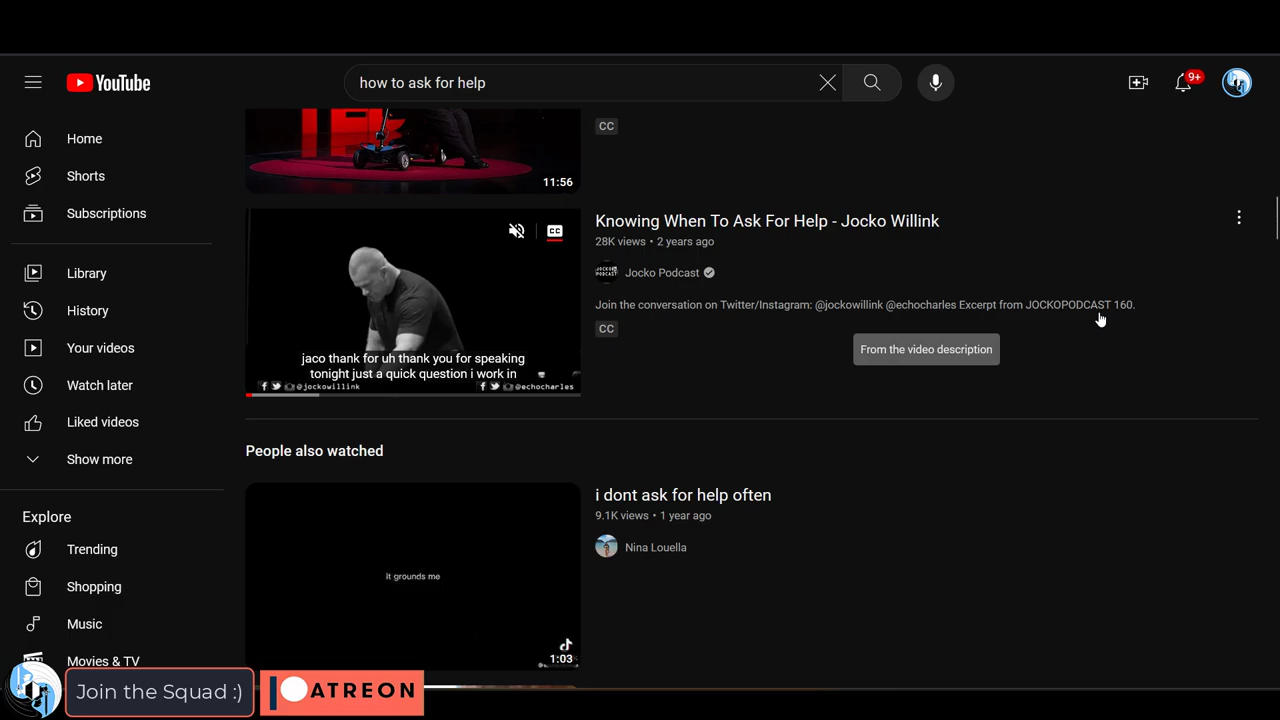 YouTube
how to ask for help
9+
Home
Shorts
Subscriptions
Library
History
Your videos
Watch later
Liked videos
Show more
Explore
Trending
Shopping
Music
Movies & TV
CC
11:56
CC
jaco thank for uh thank you for speaking
tonight just a quick question i work in
@jockowillink
@echocharles
Knowing When To Ask For Help - Jocko Willink
28K views • 2 years ago
JOCKO
PODCAST
Jocko Podcast
Join the conversation on Twitter/Instagram: @jockowillink @echocharles Excerpt from JOCKOPODCAST 160.
CC
From the video description
People also watched
It grounds me
1:03
i dont ask for help often
9.1K views • 1 year ago
Nina Louella
Join the Squad :)
PATREON